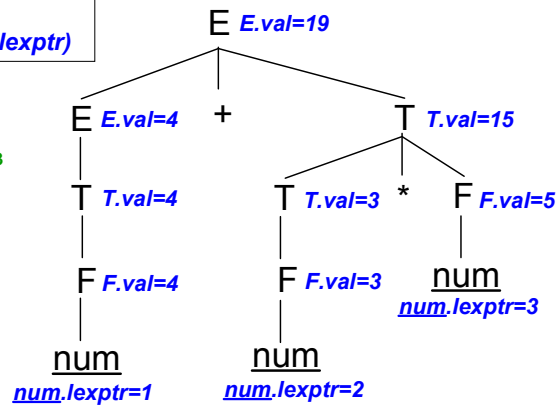 lexptr)
E E.val=19
E E.val=4 + T T.val=15
T T.val=4 T T.val=3 * F F.val=5
F F.val=4 F F.val=3 num
num.lexptr=3
num num
num.lexptr=1 num.lexptr=2